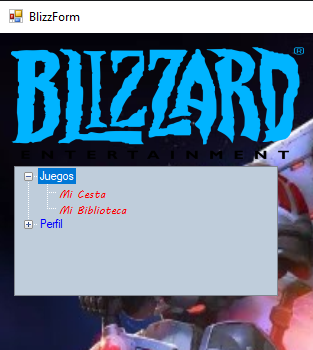 BlizzForm
BLIZZARD®
ENTERTAINMENT
Juegos
Mi Cesta
Mi Biblioteca
Perfil